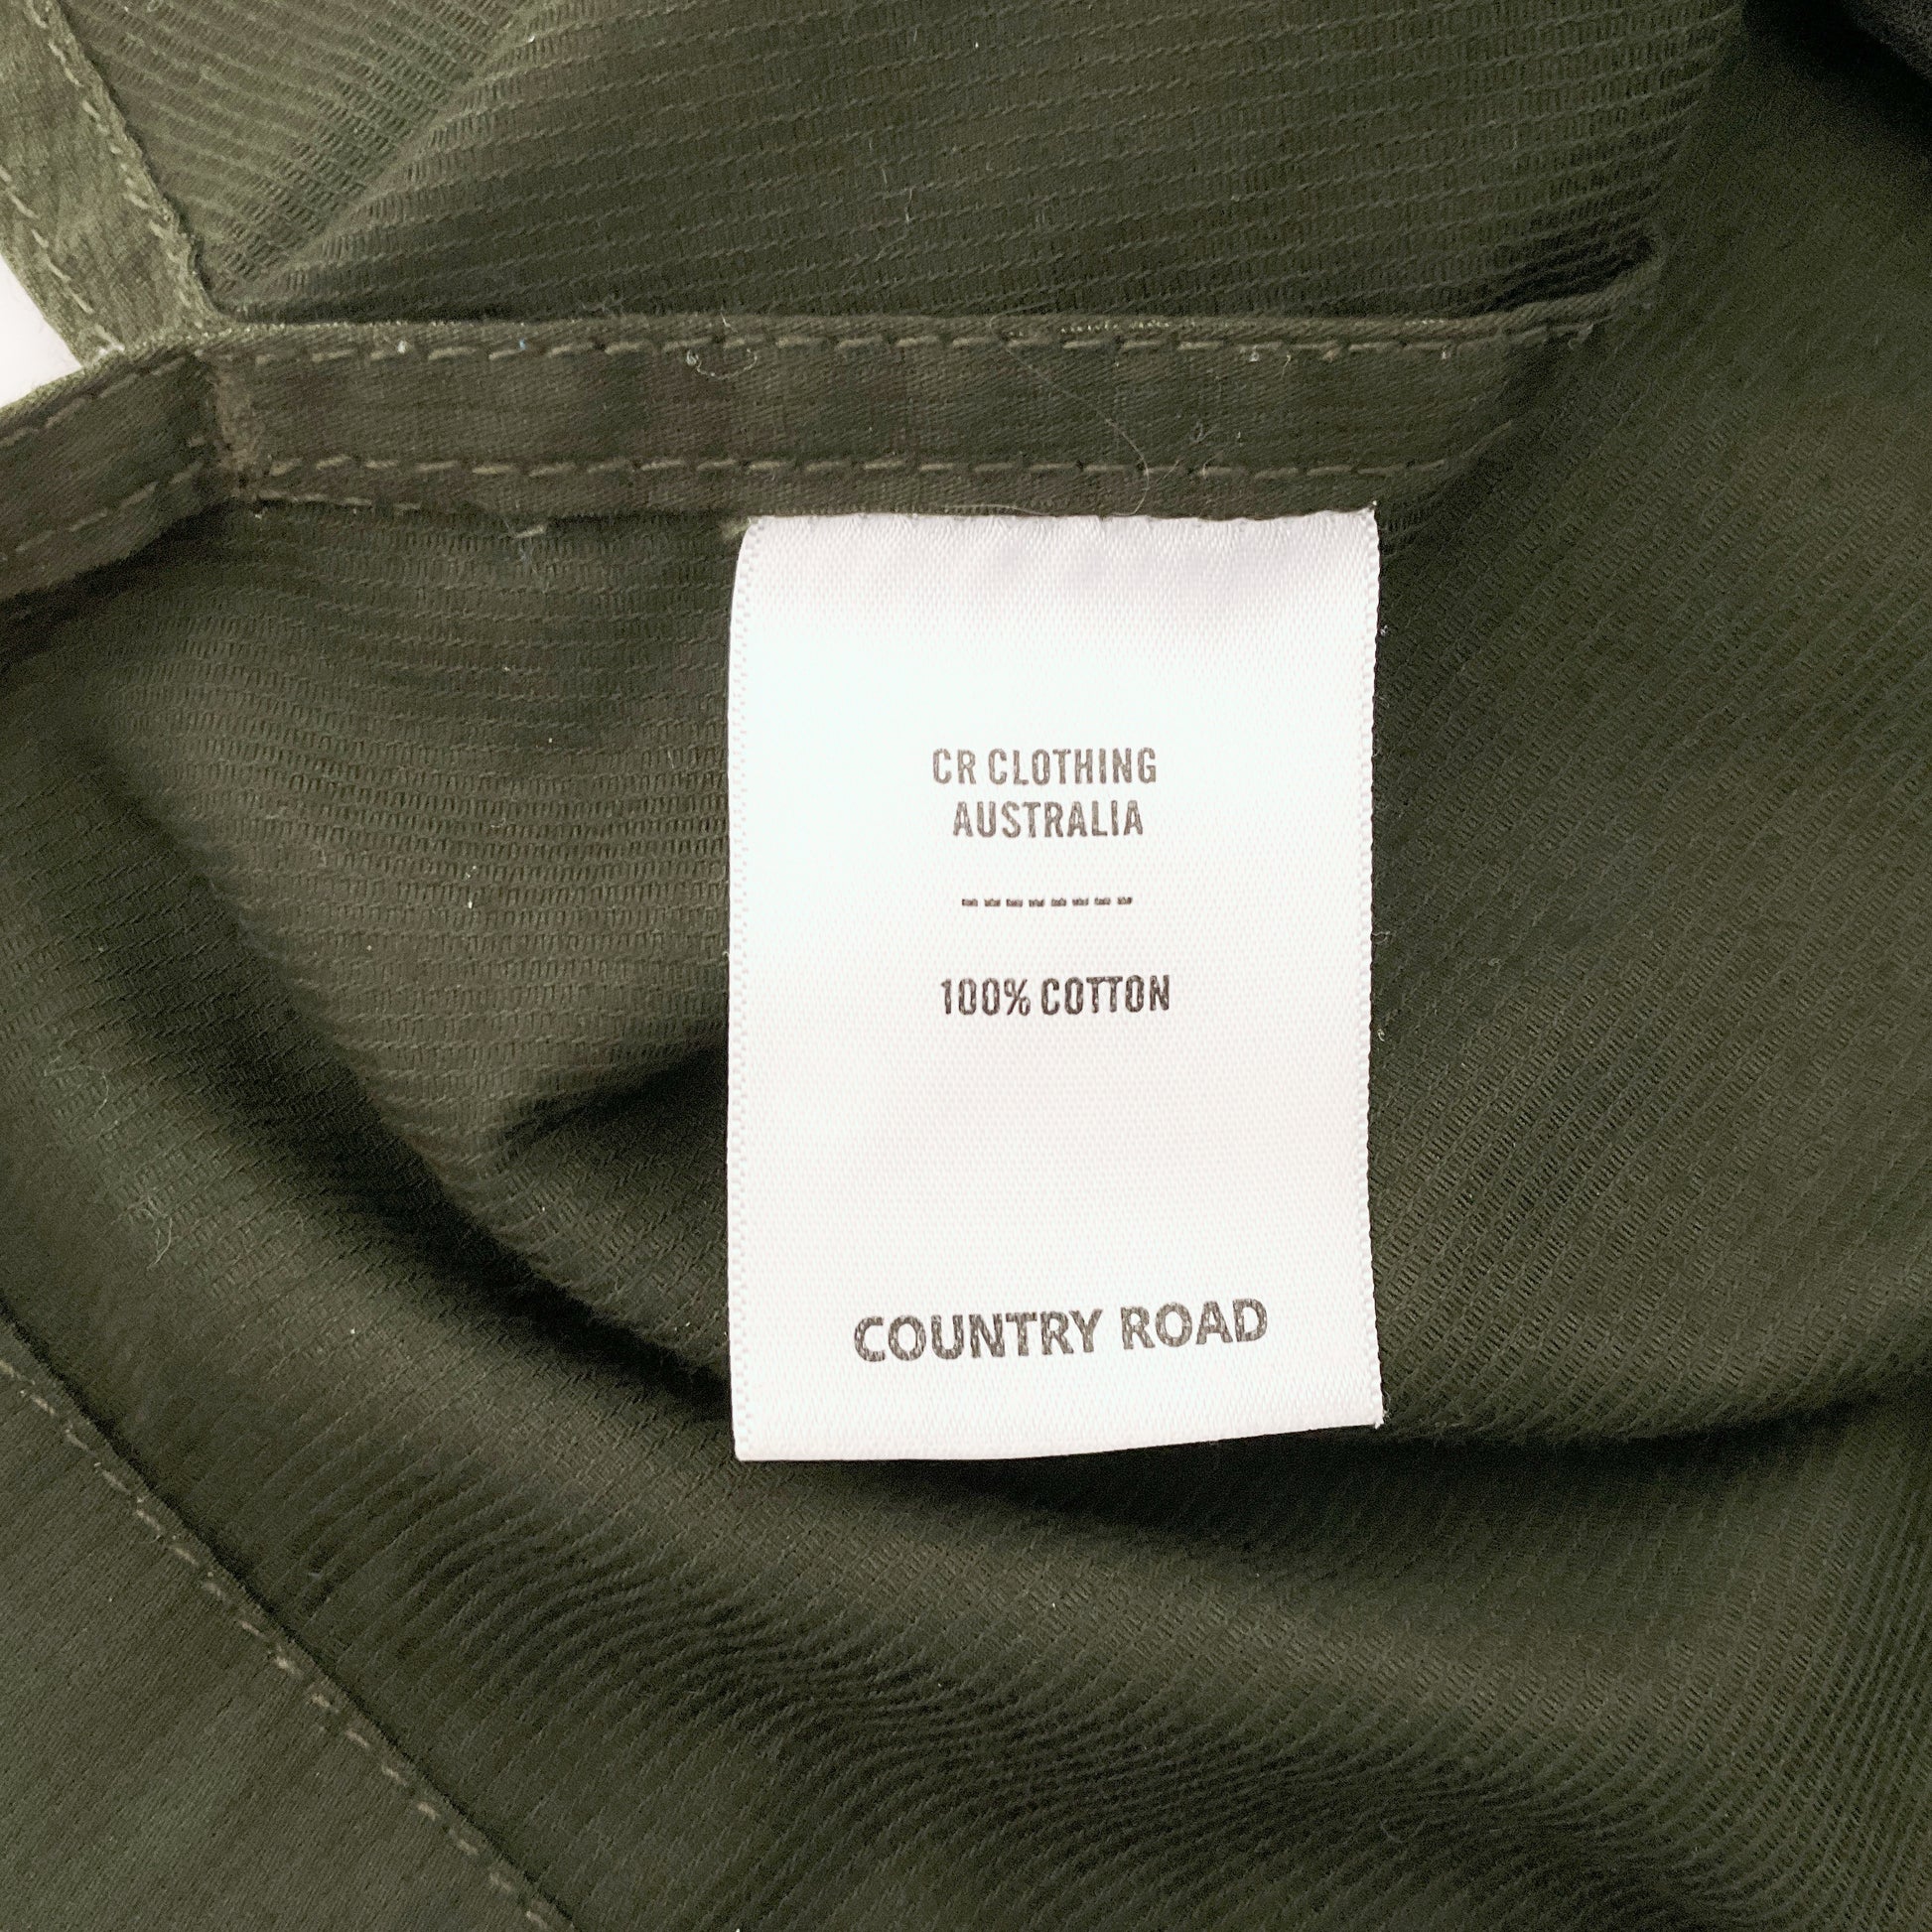 CR CLOTHING
AUSTRALIA
--------
100% COTTON
COUNTRY ROAD